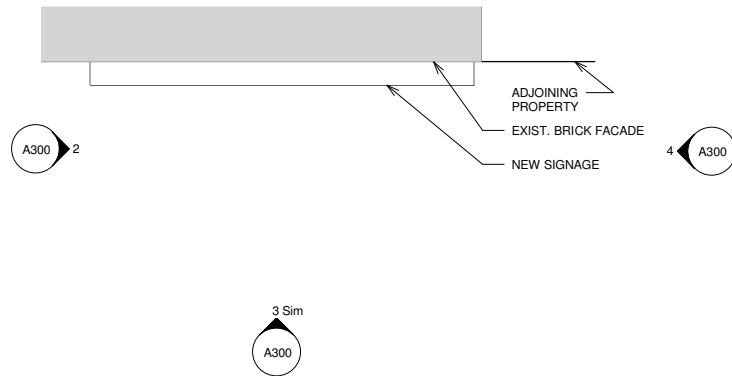 ADJOINING
PROPERTY
EXIST. BRICK FACADE
A300 2
4 A300
NEW SIGNAGE
3 Sim
A300